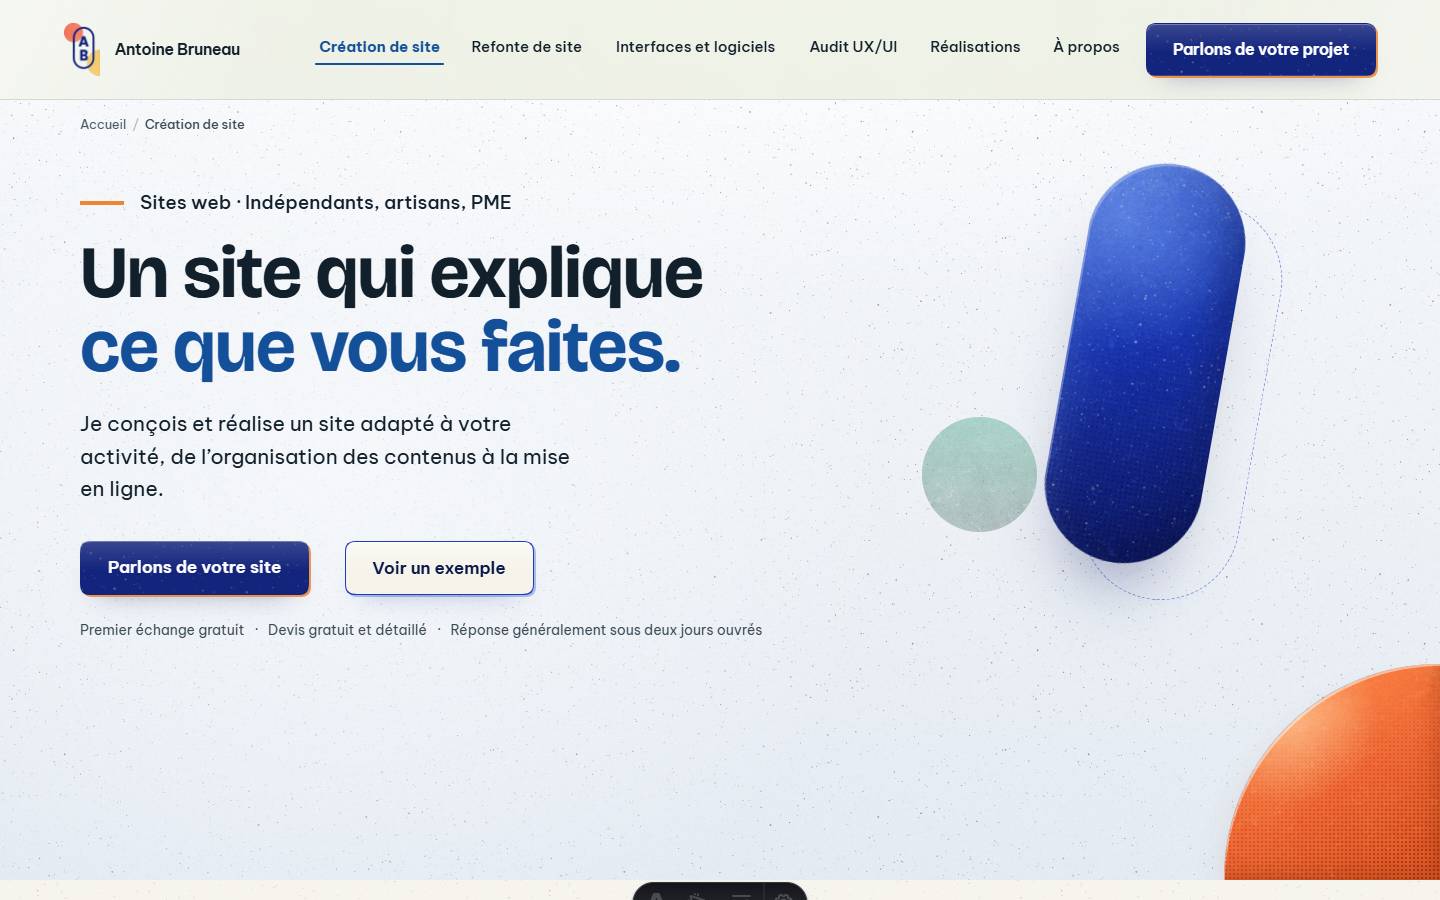 A
B
Antoine Bruneau
Création de site
Refonte de site
Interfaces et logiciels
Audit UX/UI
Réalisations
À propos
Parlons de votre projet
Accueil / Création de site
Sites web · Indépendants, artisans, PME
Un site qui explique
ce que vous faites.
Je conçois et réalise un site adapté à votre
activité, de l’organisation des contenus à la mise
en ligne.
Parlons de votre site
Voir un exemple
Premier échange gratuit · Devis gratuit et détaillé · Réponse généralement sous deux jours ouvrés